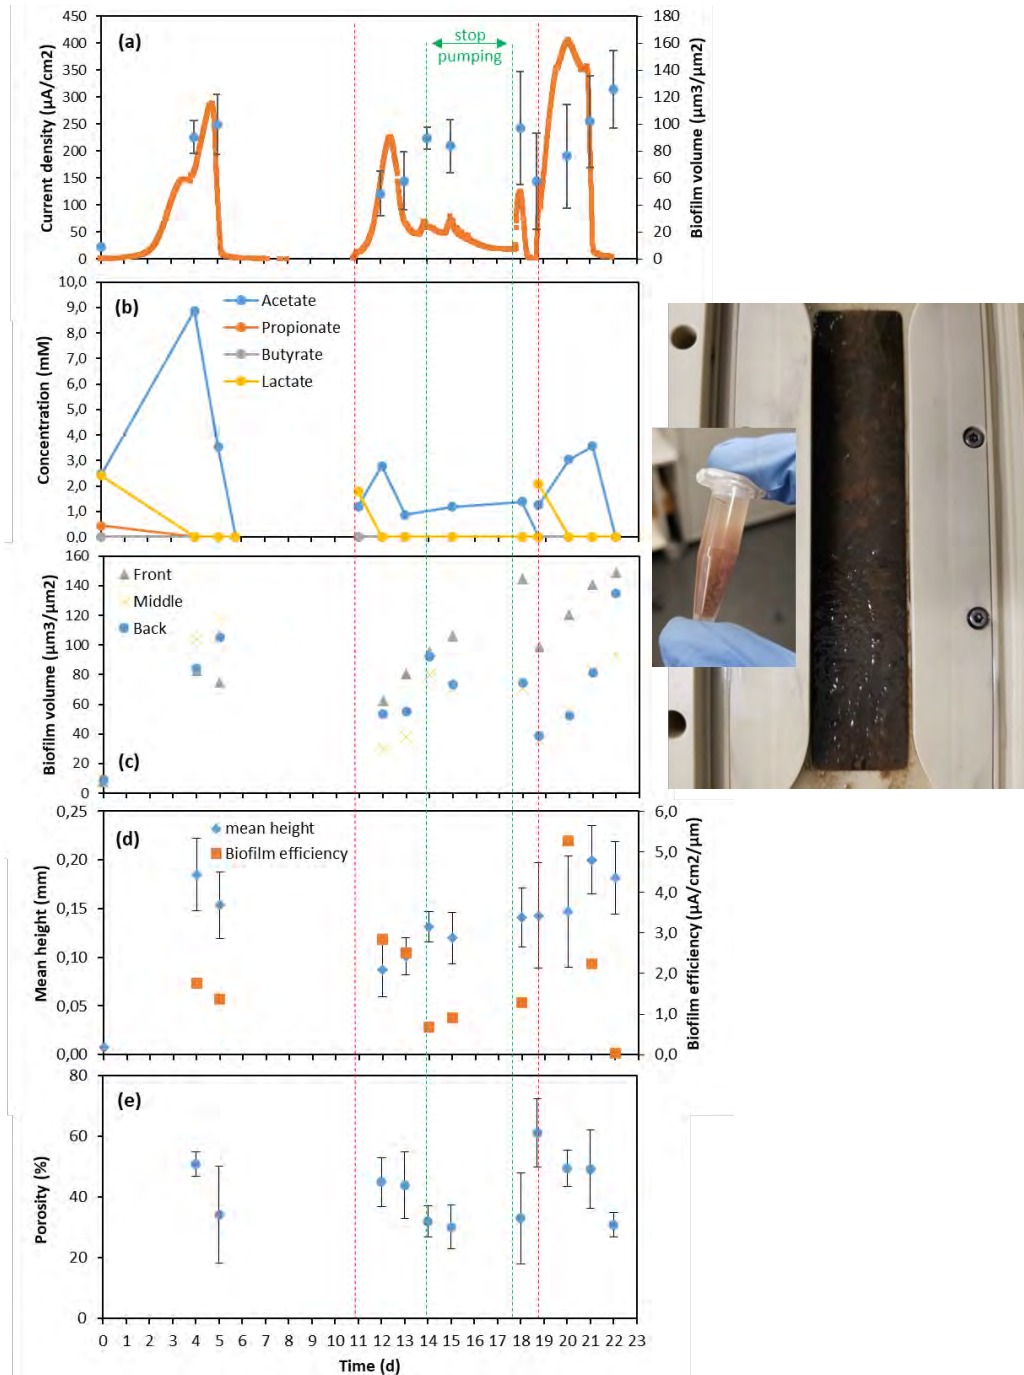 (a)
stop
pumping
Current density (µA/cm2)
Biofilm volume (µm3/µm2)
450
400
350
300
250
200
150
100
50
0
180
160
140
120
100
80
60
40
20
0
(b)
Acetate
Propionate
Butyrate
Lactate
Concentration (mM)
10,0
9,0
8,0
7,0
6,0
5,0
4,0
3,0
2,0
1,0
0,0
Front
Middle
Back
(c)
Biofilm volume (µm3/µm2)
160
140
120
100
80
60
40
20
0
(d)
mean height
Biofilm efficiency
Mean height (mm)
Biofilm efficiency (µA/cm2/µm)
0,25
0,20
0,15
0,10
0,05
0,00
6,0
5,0
4,0
3,0
2,0
1,0
0,0
(e)
Porosity (%)
80
60
40
20
0
0 1 2 3 4 5 6 7 8 9 10 11 12 13 14 15 16 17 18 19 20 21 22 23
Time (d)